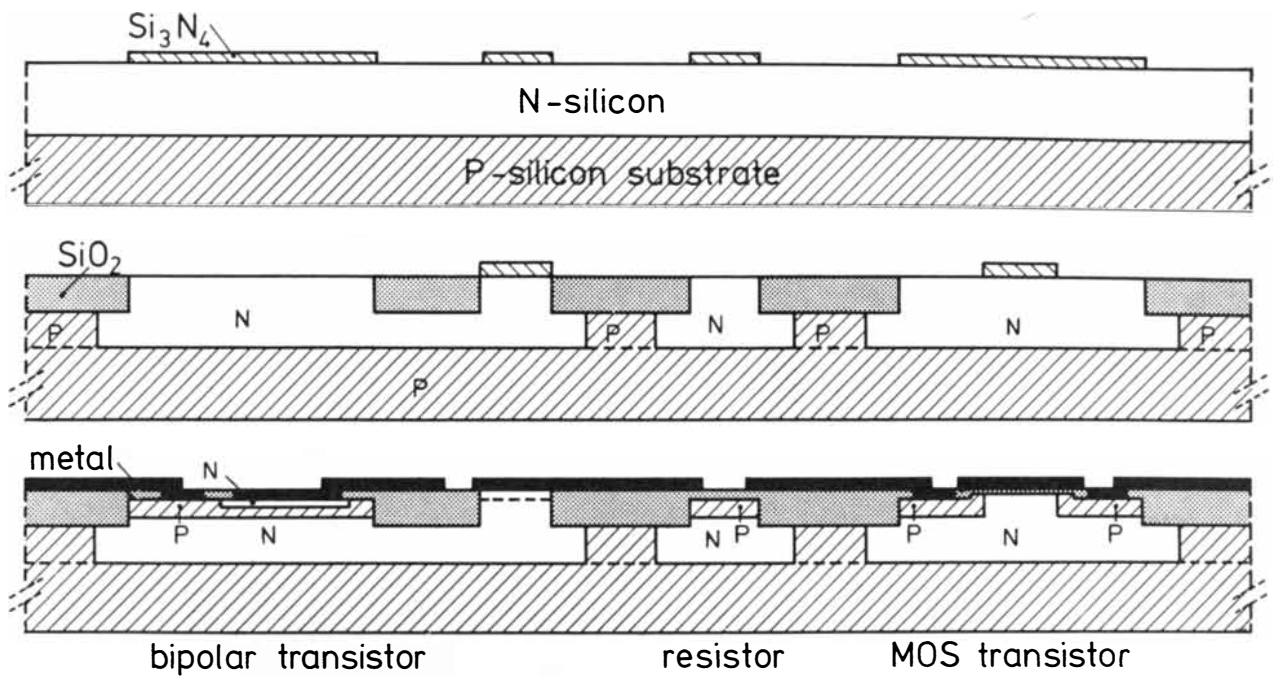 Si₃N₄
N-silicon
P-silicon substrate
SiO₂
N
N
N
P
P
P
P
P
metal
N
P
N
N
P
P
N
P
bipolar transistor
resistor
MOS transistor